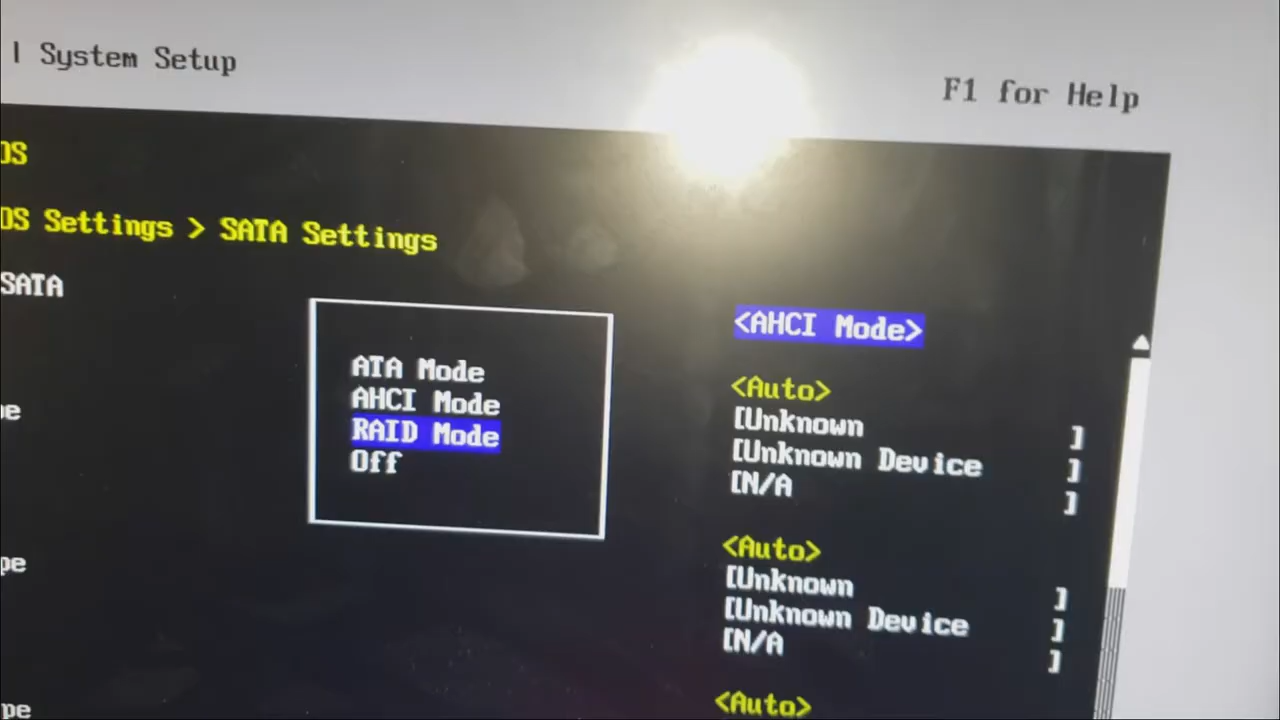 System Setup
F1 for Help
OS
OS Settings > SATA Settings
SATA
<AHCI Mode>
ATA Mode
AHCI Mode
RAID Mode
Off
<Auto>
[Unknown ]
[Unknown Device ]
[N/A ]
pe
<Auto>
[Unknown ]
[Unknown Device ]
[N/A ]
pe
<Auto>
pe